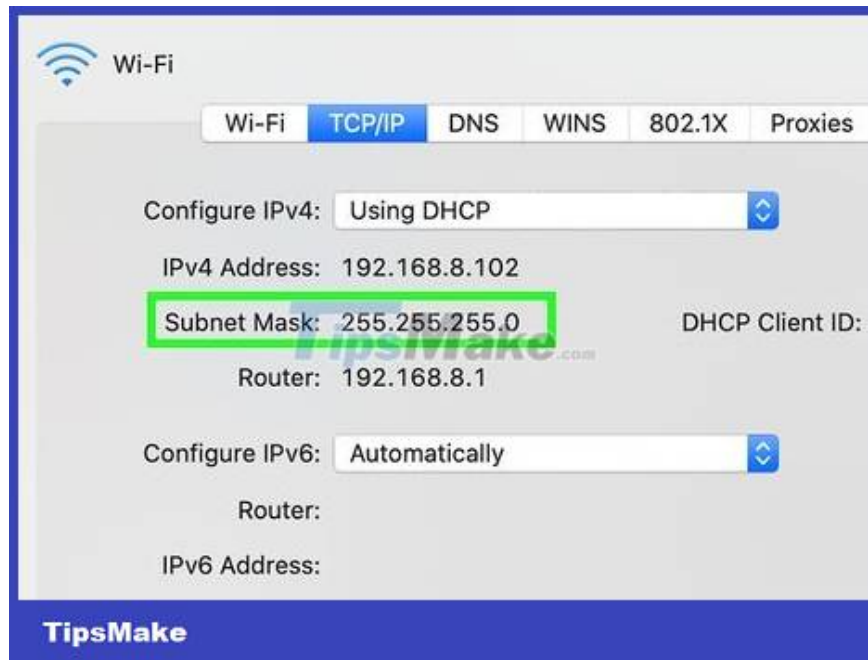 Wi-Fi
Wi-Fi TCP/IP DNS WINS 802.1X Proxies
Configure IPv4: Using DHCP
IPv4 Address: 192.168.8.102
Subnet Mask: 255.255.255.0 DHCP Client ID:
TipsMake.com
Router: 192.168.8.1
Configure IPv6: Automatically
Router:
IPv6 Address:
TipsMake